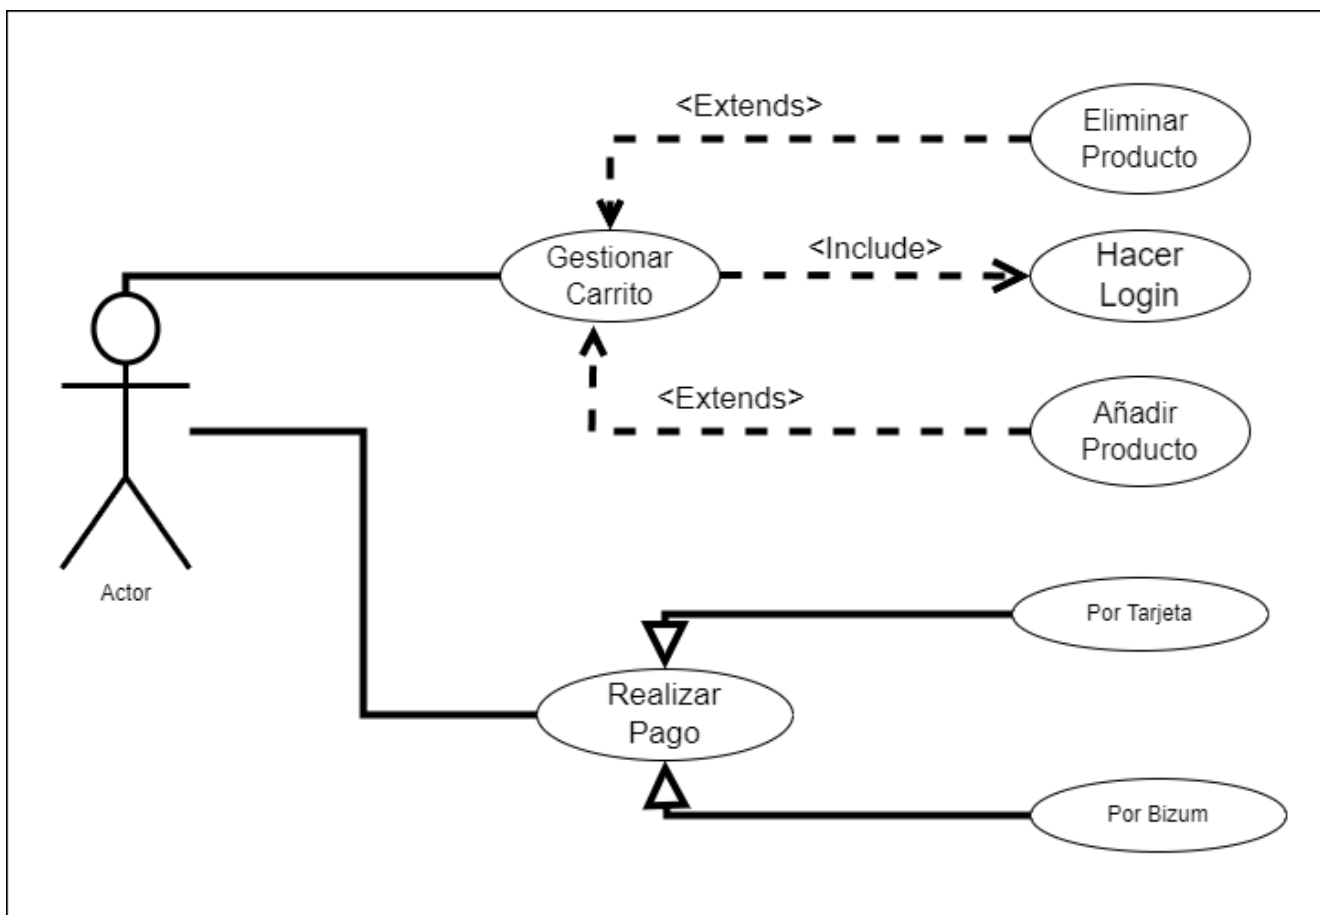 <Extends>
Eliminar
Producto
Gestionar
Carrito
<Include>
Hacer
Login
<Extends>
Añadir
Producto
Actor
Por Tarjeta
Realizar
Pago
Por Bizum